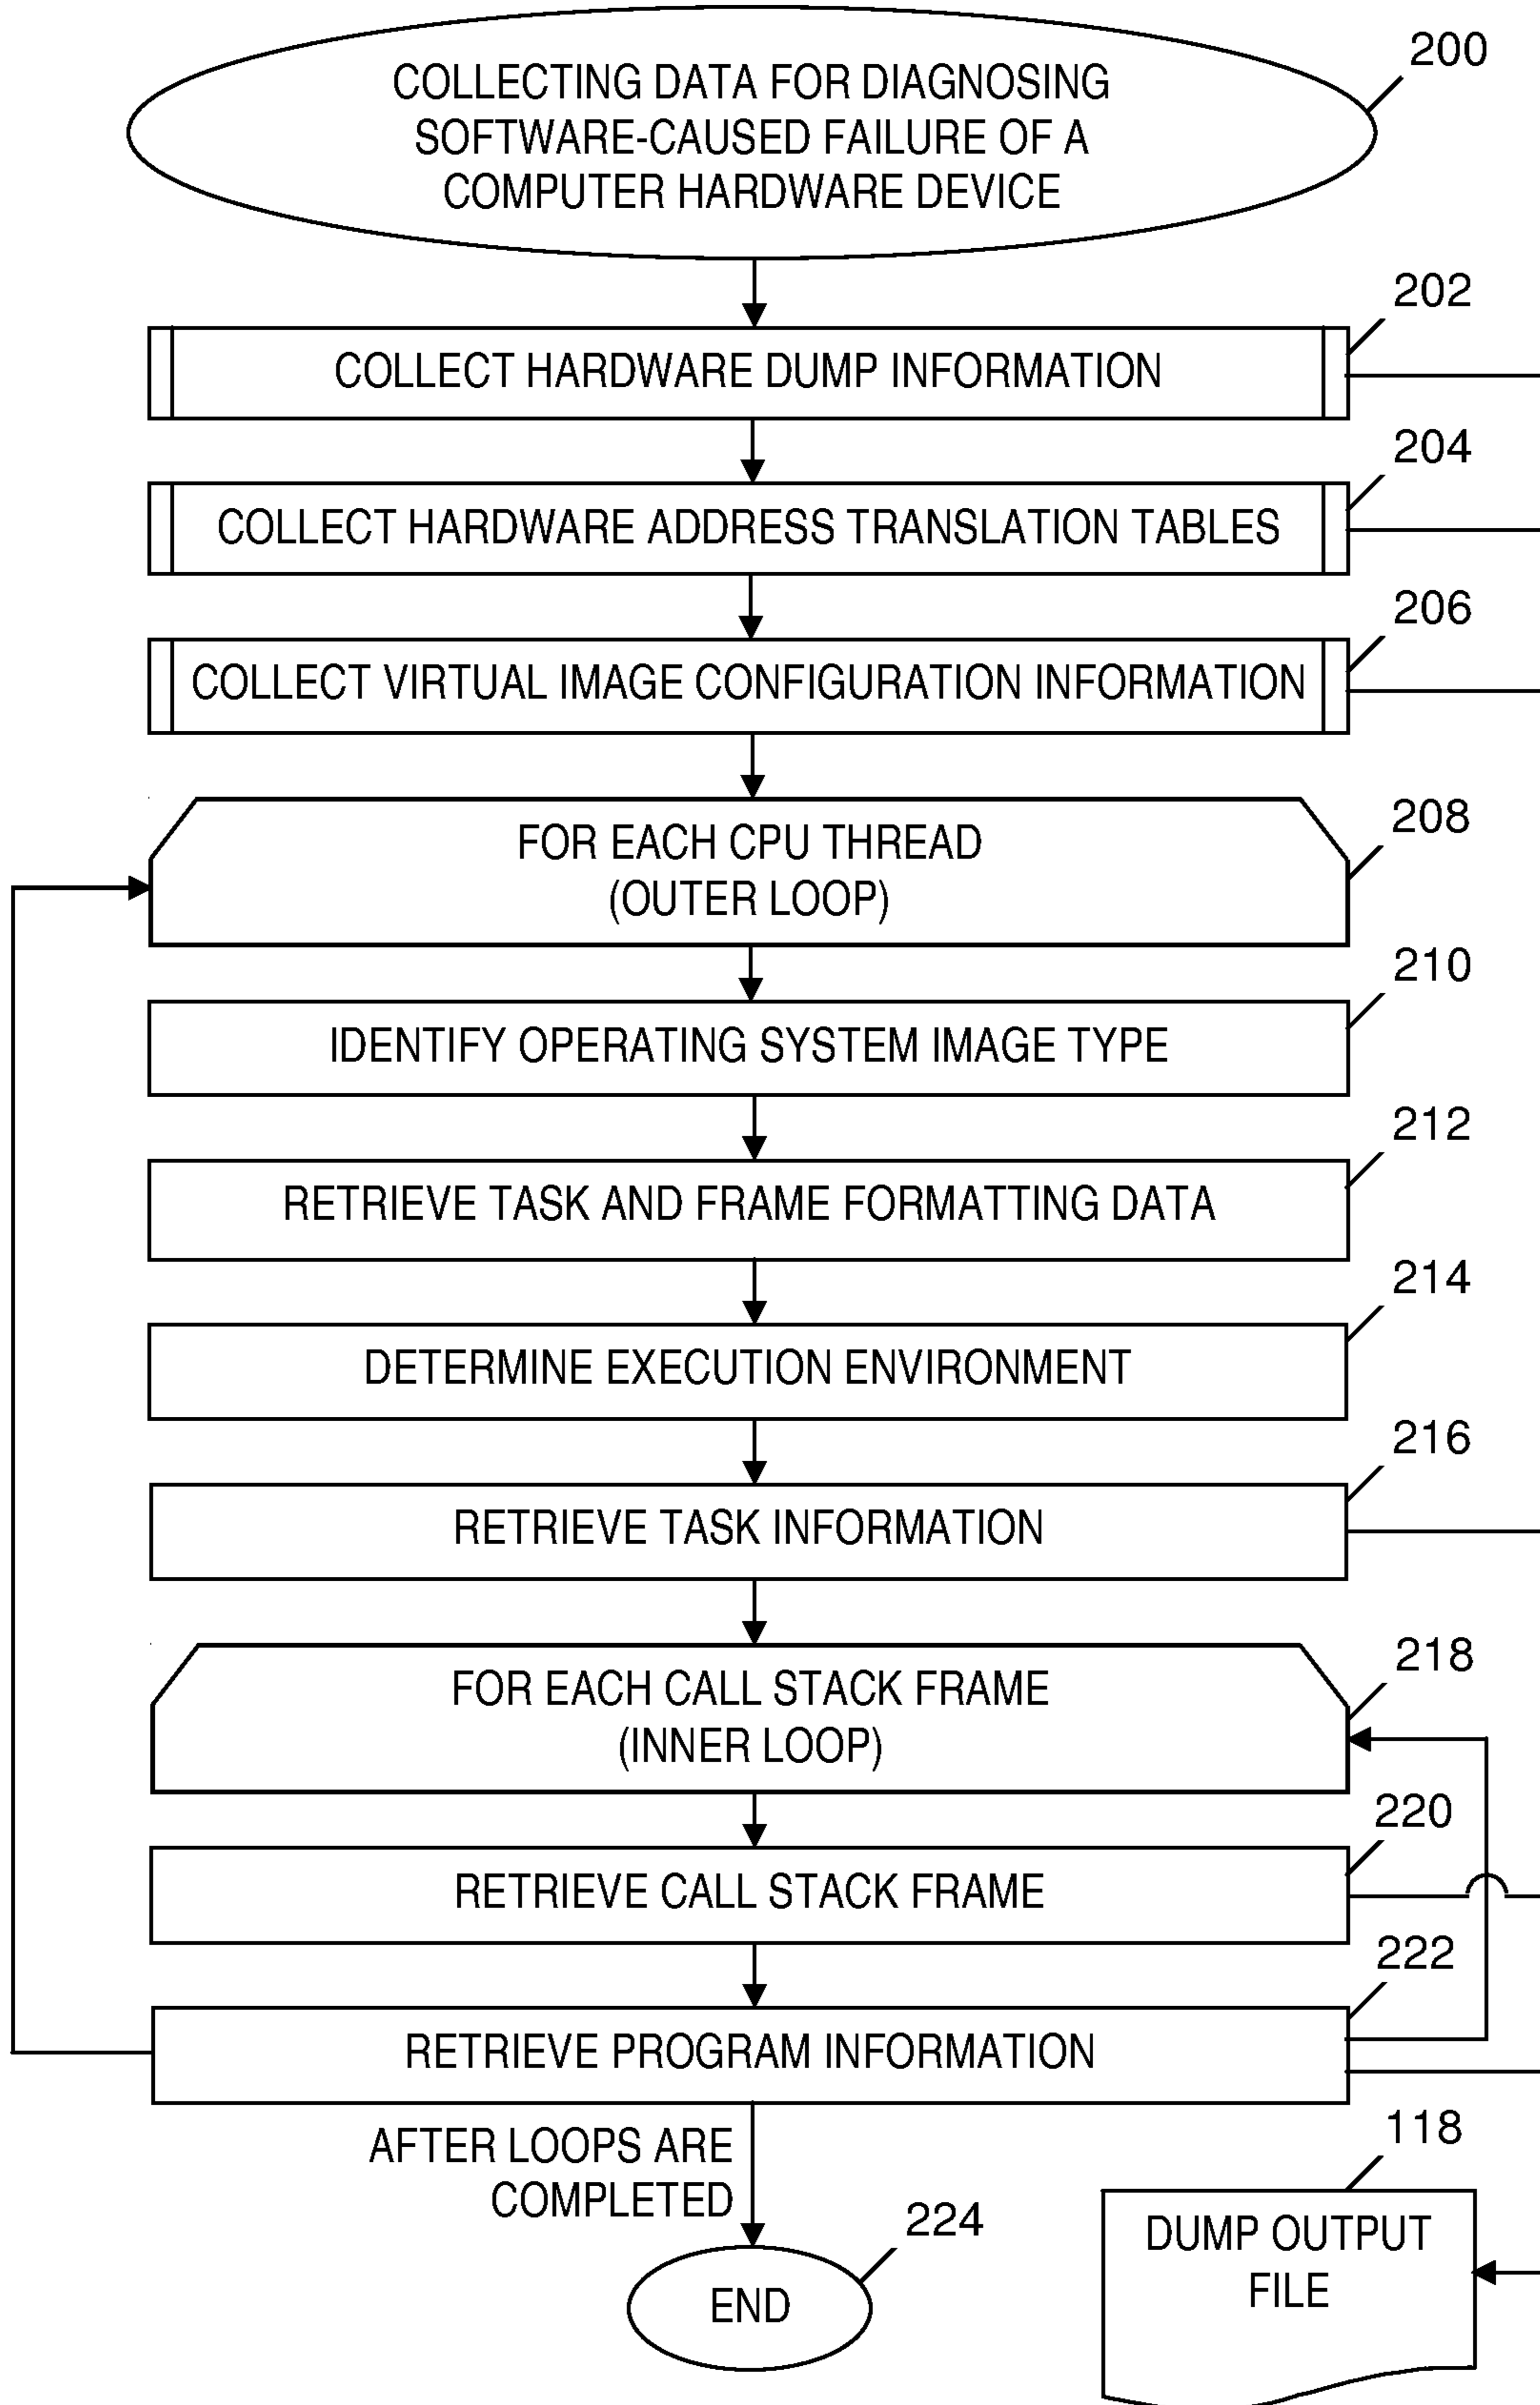 200
COLLECTING DATA FOR DIAGNOSING
SOFTWARE-CAUSED FAILURE OF A
COMPUTER HARDWARE DEVICE
202
COLLECT HARDWARE DUMP INFORMATION
204
COLLECT HARDWARE ADDRESS TRANSLATION TABLES
206
COLLECT VIRTUAL IMAGE CONFIGURATION INFORMATION
208
FOR EACH CPU THREAD
(OUTER LOOP)
210
IDENTIFY OPERATING SYSTEM IMAGE TYPE
212
RETRIEVE TASK AND FRAME FORMATTING DATA
214
DETERMINE EXECUTION ENVIRONMENT
216
RETRIEVE TASK INFORMATION
218
FOR EACH CALL STACK FRAME
(INNER LOOP)
220
RETRIEVE CALL STACK FRAME
222
RETRIEVE PROGRAM INFORMATION
AFTER LOOPS ARE
COMPLETED
118
224
DUMP OUTPUT
FILE
END